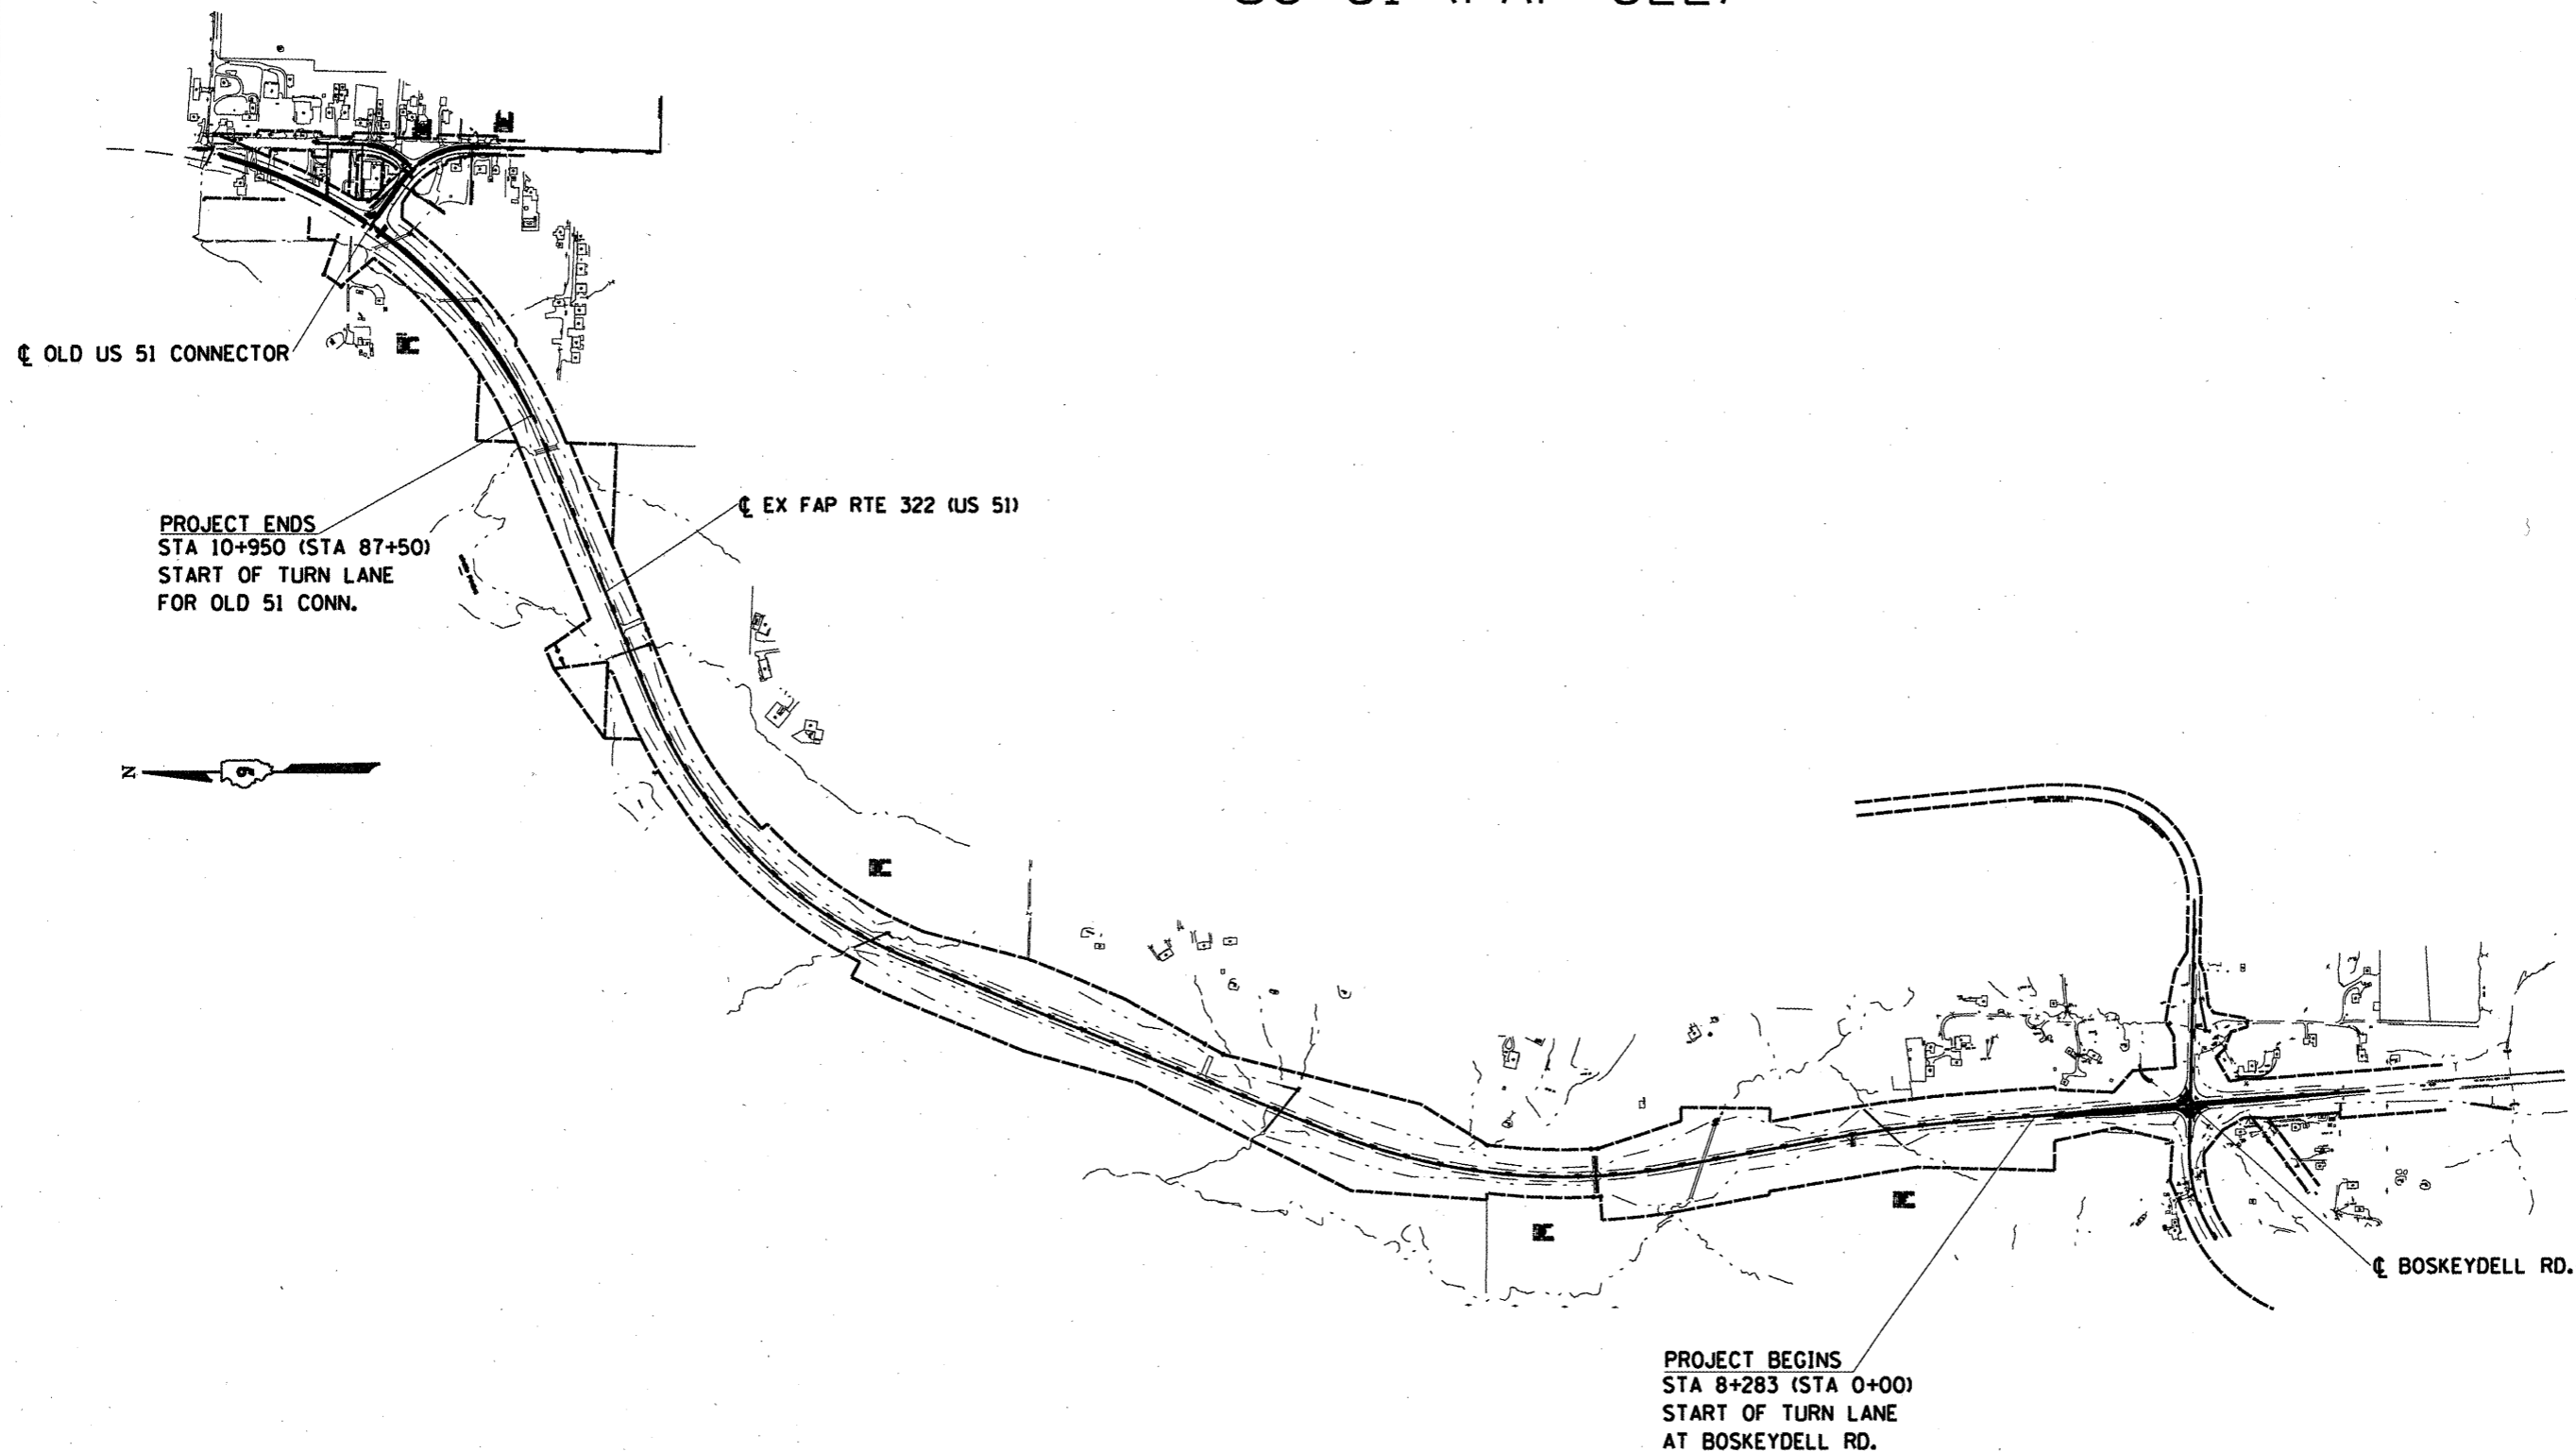 ℄ OLD US 51 CONNECTOR
PROJECT ENDS
STA 10+950 (STA 87+50)
START OF TURN LANE
FOR OLD 51 CONN.
℄ EX FAP RTE 322 (US 51)
N
℄ BOSKEYDELL RD.
PROJECT BEGINS
STA 8+283 (STA 0+00)
START OF TURN LANE
AT BOSKEYDELL RD.